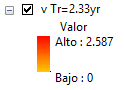 v Tr=2.33yr
Valor
Alto : 2.587
Bajo : 0